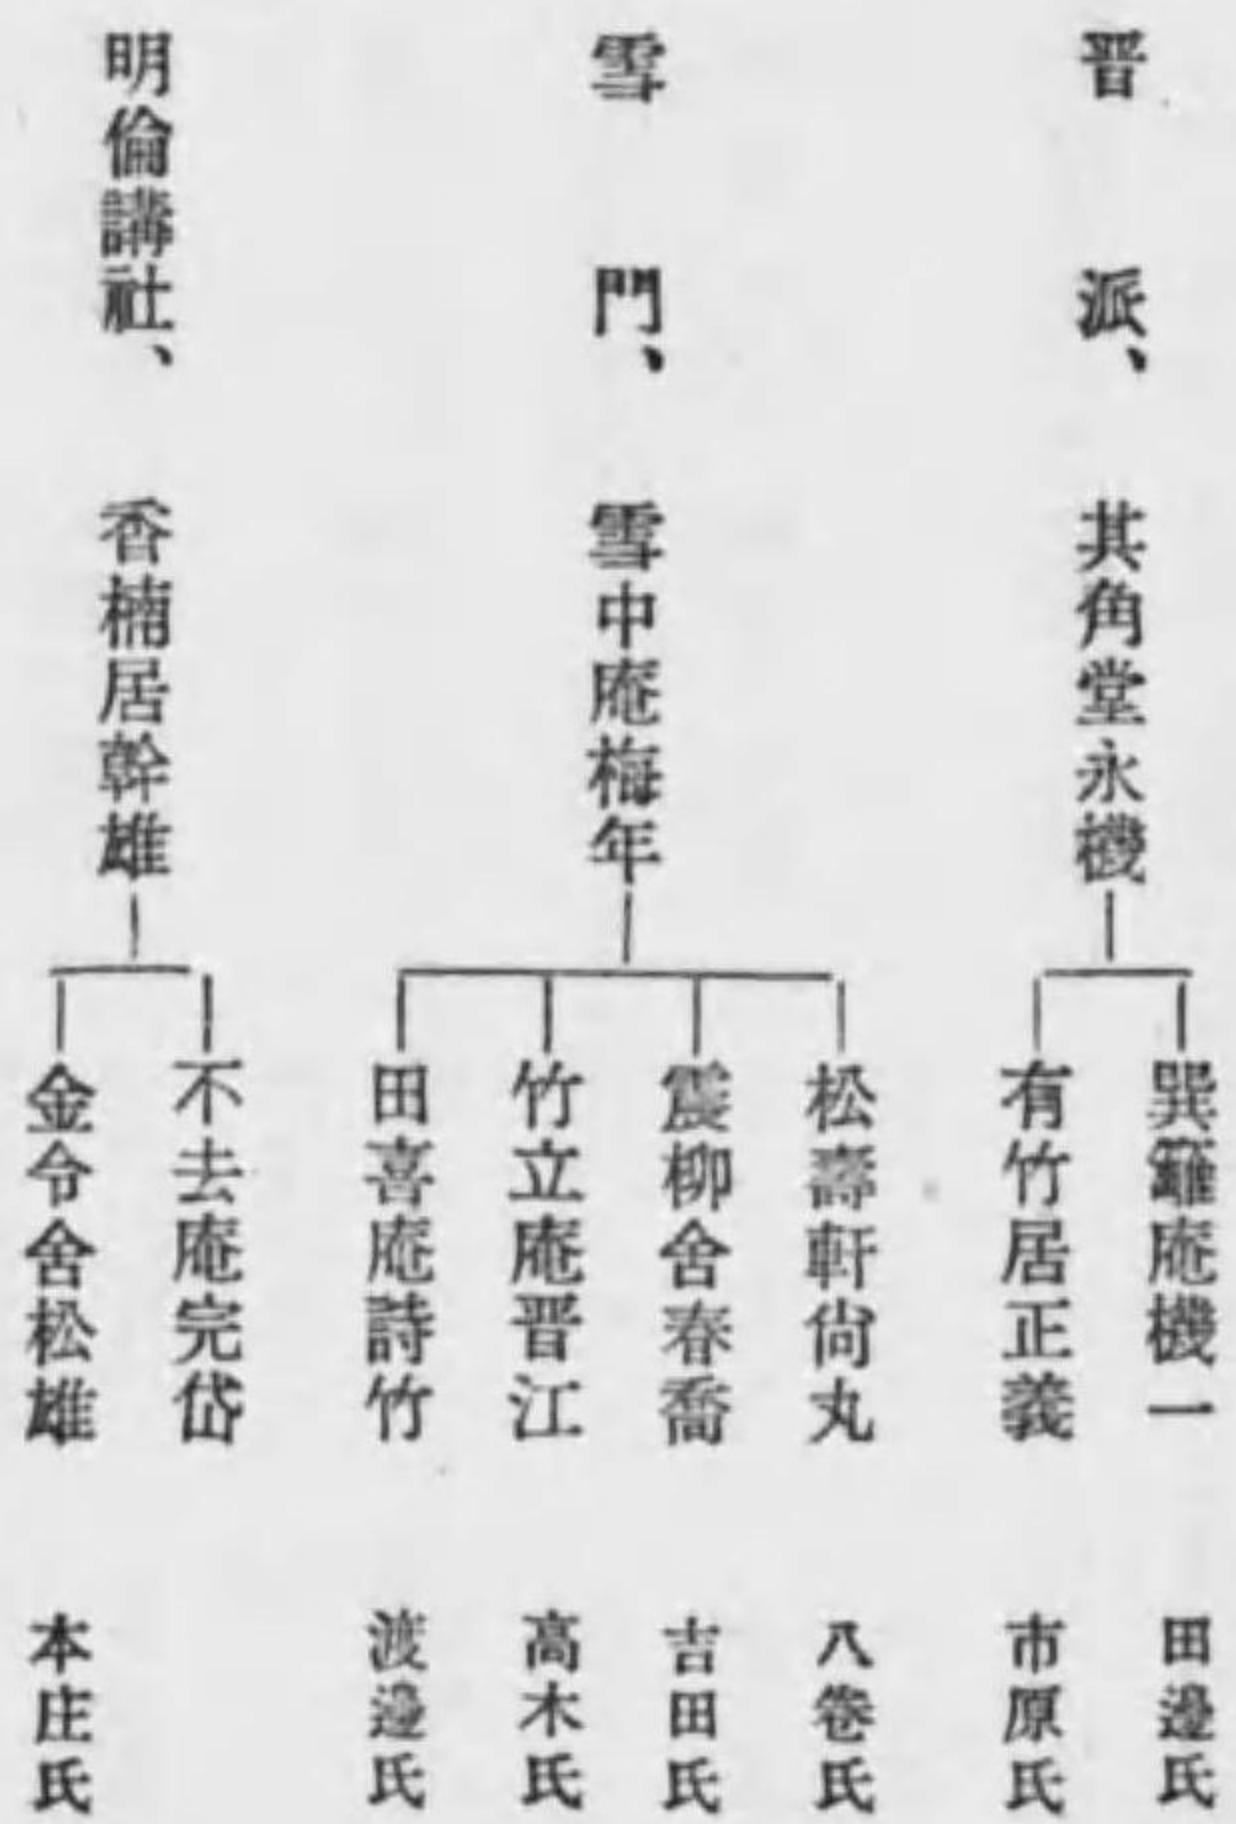 晋派、其角堂永機
巽籬庵機一 田邊氏
有竹居正義 市原氏
雪門、雪中庵梅年
松壽軒尙丸 八卷氏
震柳舍春喬 吉田氏
竹立庵晋江 高木氏
田喜庵詩竹 渡邊氏
明倫講社、香楠居幹雄
不去庵完岱
金令舍松雄 本庄氏